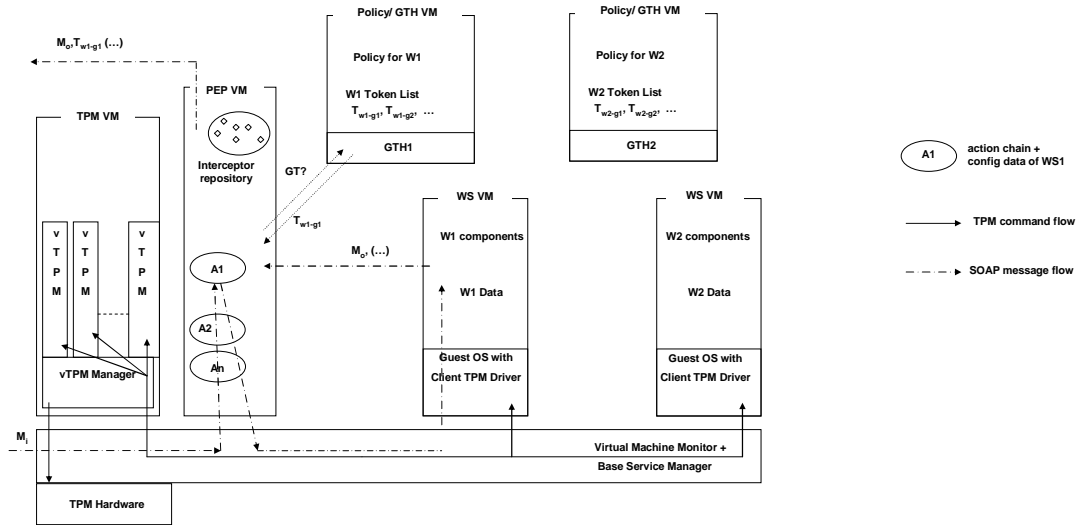 Policy/ GTH VM
Policy/ GTH VM
Mo,Tw1-g1 (…)
Policy for W1
Policy for W2
PEP VM
W1 Token List
Tw1-g1, Tw1-g2, …
W2 Token List
Tw2-g1, Tw2-g2, …
TPM VM
GTH1
GTH2
A1
action chain +
config data of WS1
Interceptor
repository
GT?
WS VM
WS VM
TPM command flow
Tw1-g1
vTPM
vTPM
vTPM
W1 components
W2 components
Mo, (…)
A1
SOAP message flow
W1 Data
W2 Data
A2
Guest OS with
Client TPM Driver
Guest OS with
Client TPM Driver
An
vTPM Manager
Mi
Virtual Machine Monitor +
Base Service Manager
TPM Hardware